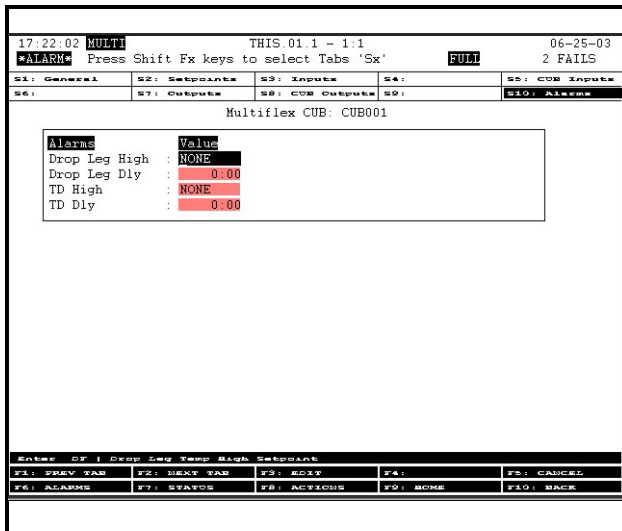 17:22:02 MULTI THIS.01.1 - 1:1 06-25-03
*ALARM* Press Shift Fx keys to select Tabs 'Sx' FULL 2 FAILS
S1: General S2: Setpoints S3: Inputs S4: S5: CUB Inputs
S6: S7: Outputs S8: CUB Outputs S9: S10: Alarms
Multiflex CUB: CUB001
Alarms Value
Drop Leg High : NONE
Drop Leg Dly : 0:00
TD High : NONE
TD Dly : 0:00
Enter DF | Drop Leg Temp High Setpoint
F1: PREV TAB F2: NEXT TAB F3: EDIT F4: F5: CANCEL
F6: ALARMS F7: STATUS F8: ACTIONS F9: HOME F10: BACK